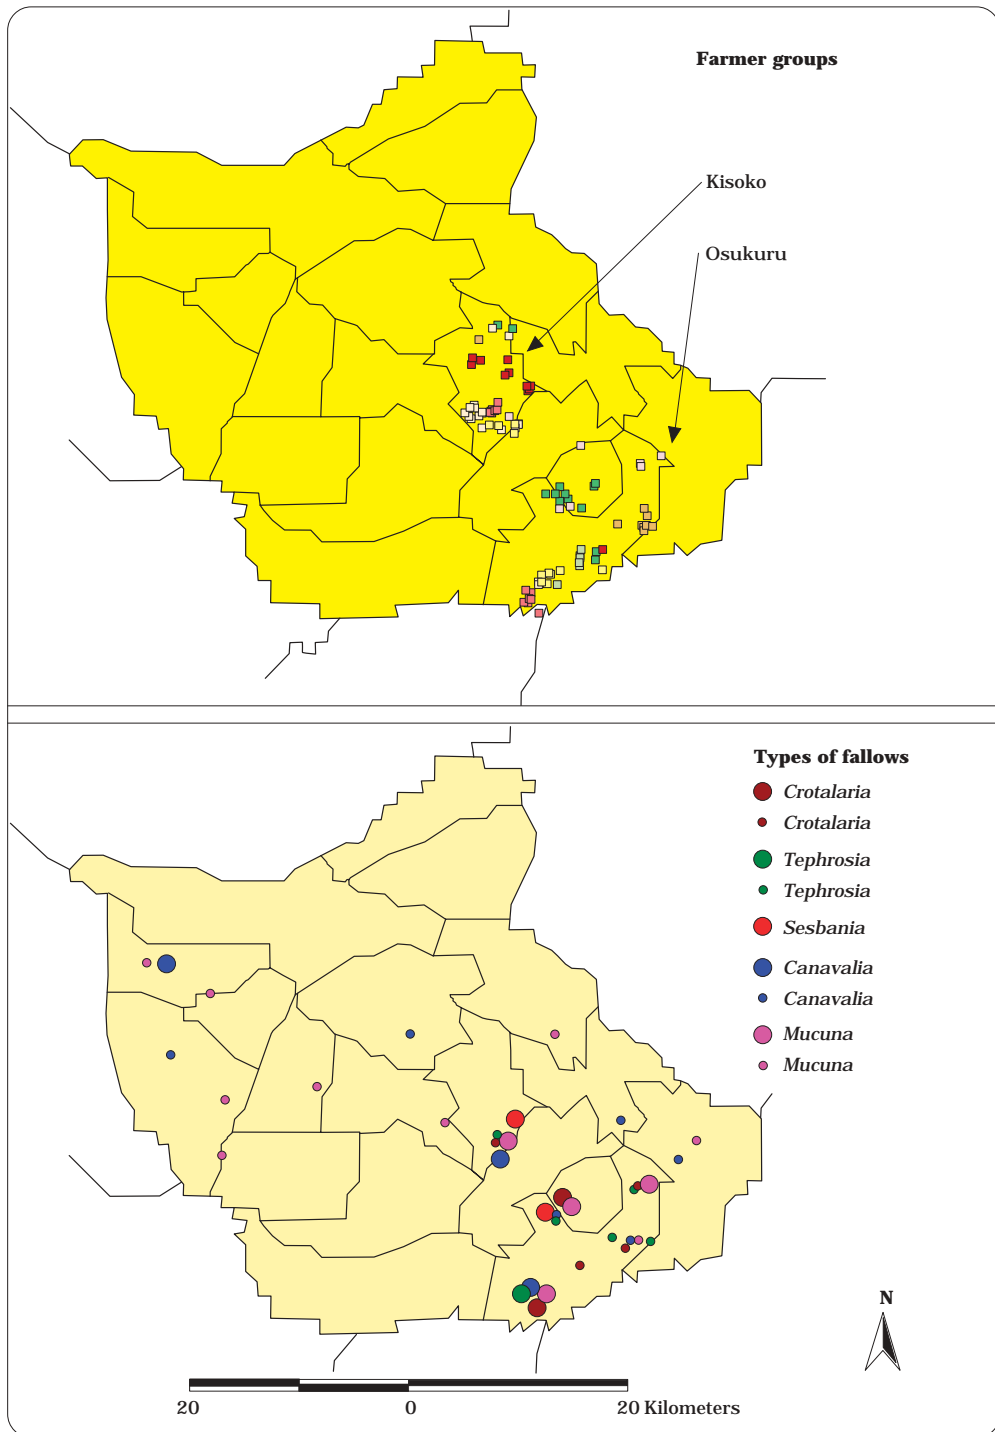 Farmer groups
Kisoko
Osukuru
Types of fallows
Crotalaria
Crotalaria
Tephrosia
Tephrosia
Sesbania
Canavalia
Canavalia
Mucuna
Mucuna
N
20 0 20 Kilometers